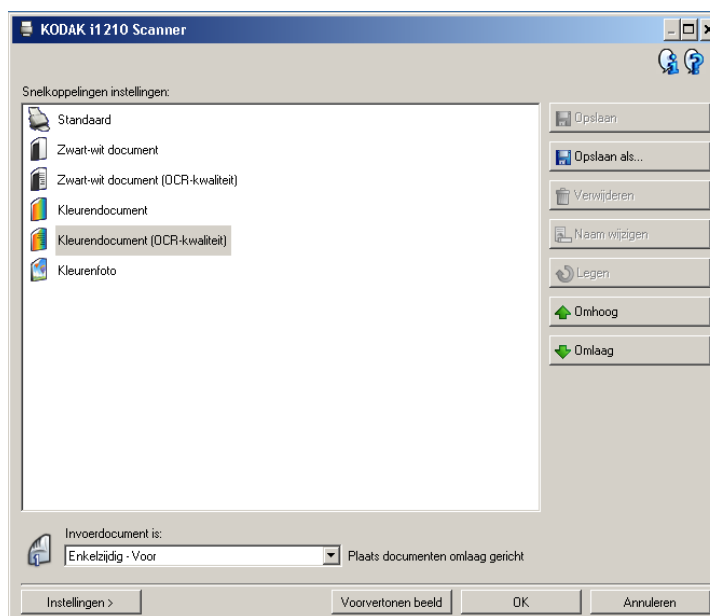 KODAK i1210 Scanner
Snelkoppelingen instellingen:
Standaard
Zwart-wit document
Zwart-wit document (OCR-kwaliteit)
Kleurendocument
Kleurendocument (OCR-kwaliteit)
Kleurenfoto
Opslaan
Opslaan als...
Verwijderen
Naam wijzigen
Legen
Omhoog
Omlaag
Invoerdocument is:
Enkelzijdig - Voor
Plaats documenten omlaag gericht
Instellingen >
Voorvertonen beeld
OK
Annuleren